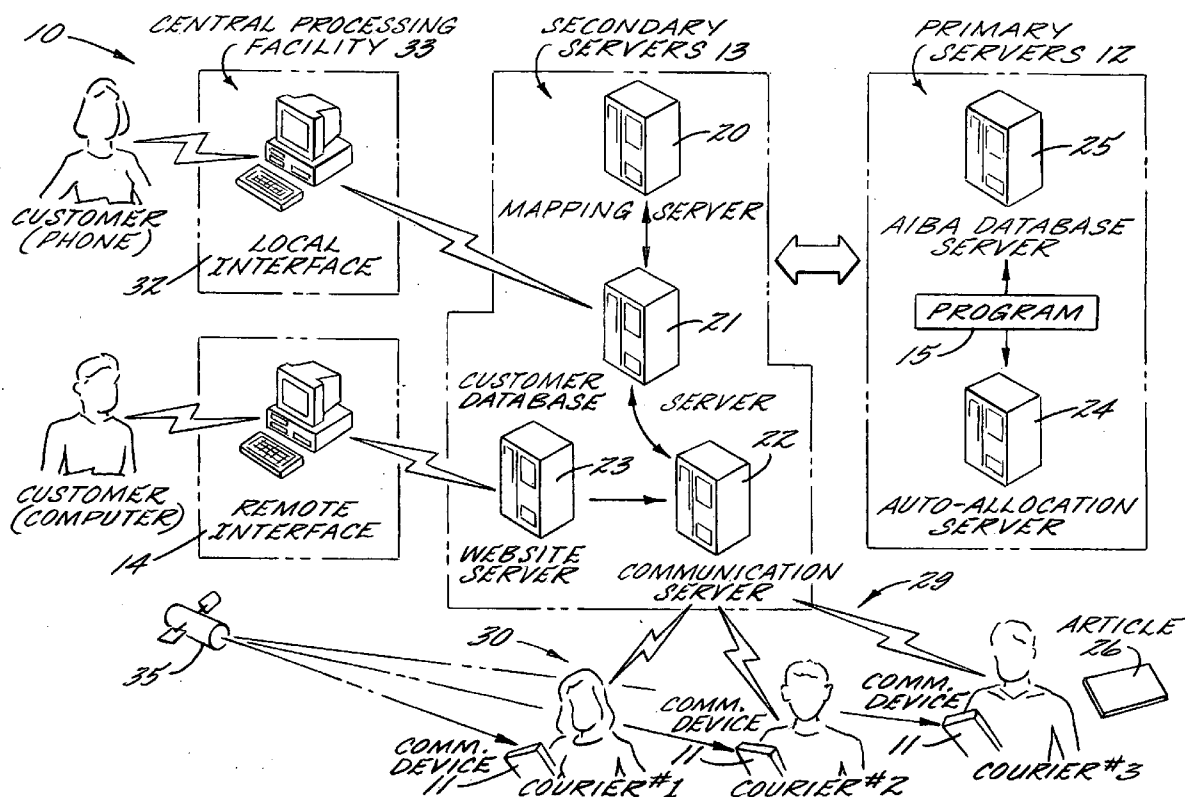 10
CENTRAL PROCESSING
FACILITY 33
SECONDARY
SERVERS 13
PRIMARY
SERVERS 12
20
25
CUSTOMER
(PHONE)
LOCAL
INTERFACE
32
MAPPING SERVER
AIBA DATABASE
SERVER
21
PROGRAM
15
CUSTOMER
DATABASE
SERVER
24
23
22
CUSTOMER
(COMPUTER)
REMOTE
INTERFACE
14
WEBSITE
SERVER
COMMUNICATION
SERVER
AUTO-ALLOCATION
SERVER
29
35
30
ARTICLE
26
COMM.
DEVICE
11
COURIER #1
COMM.
DEVICE
11
COURIER #2
COMM.
DEVICE
11
COURIER #3